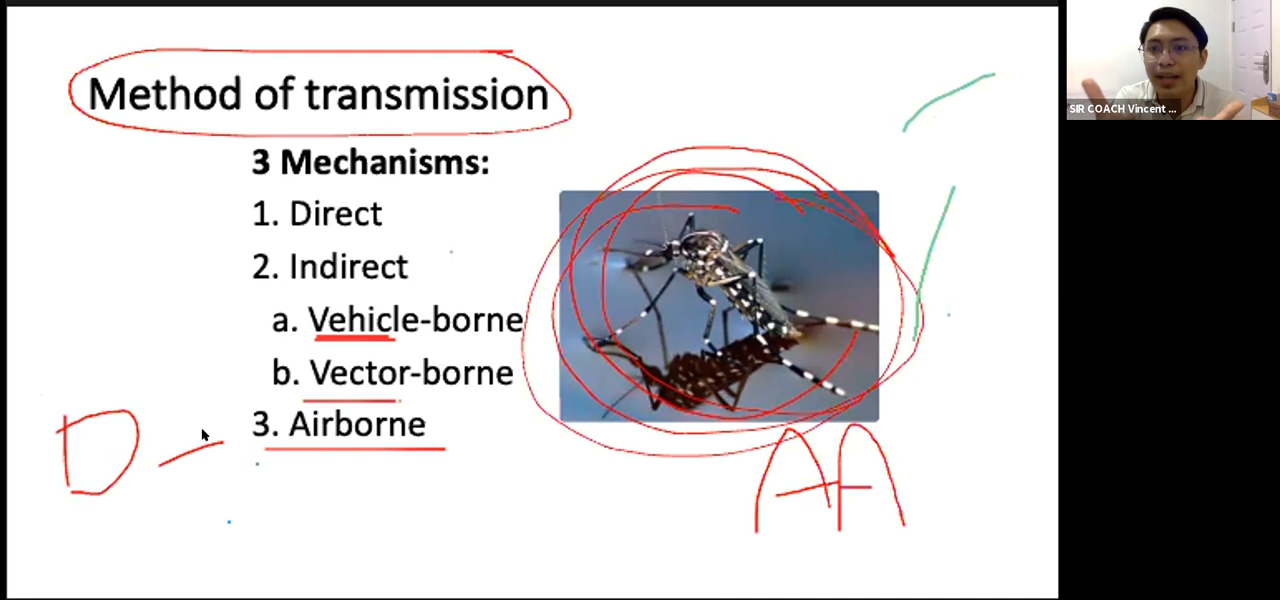 Method of transmission
3 Mechanisms:
1. Direct
2. Indirect
a. Vehicle-borne
b. Vector-borne
3. Airborne
D -
AA
SIR COACH Vincent ...